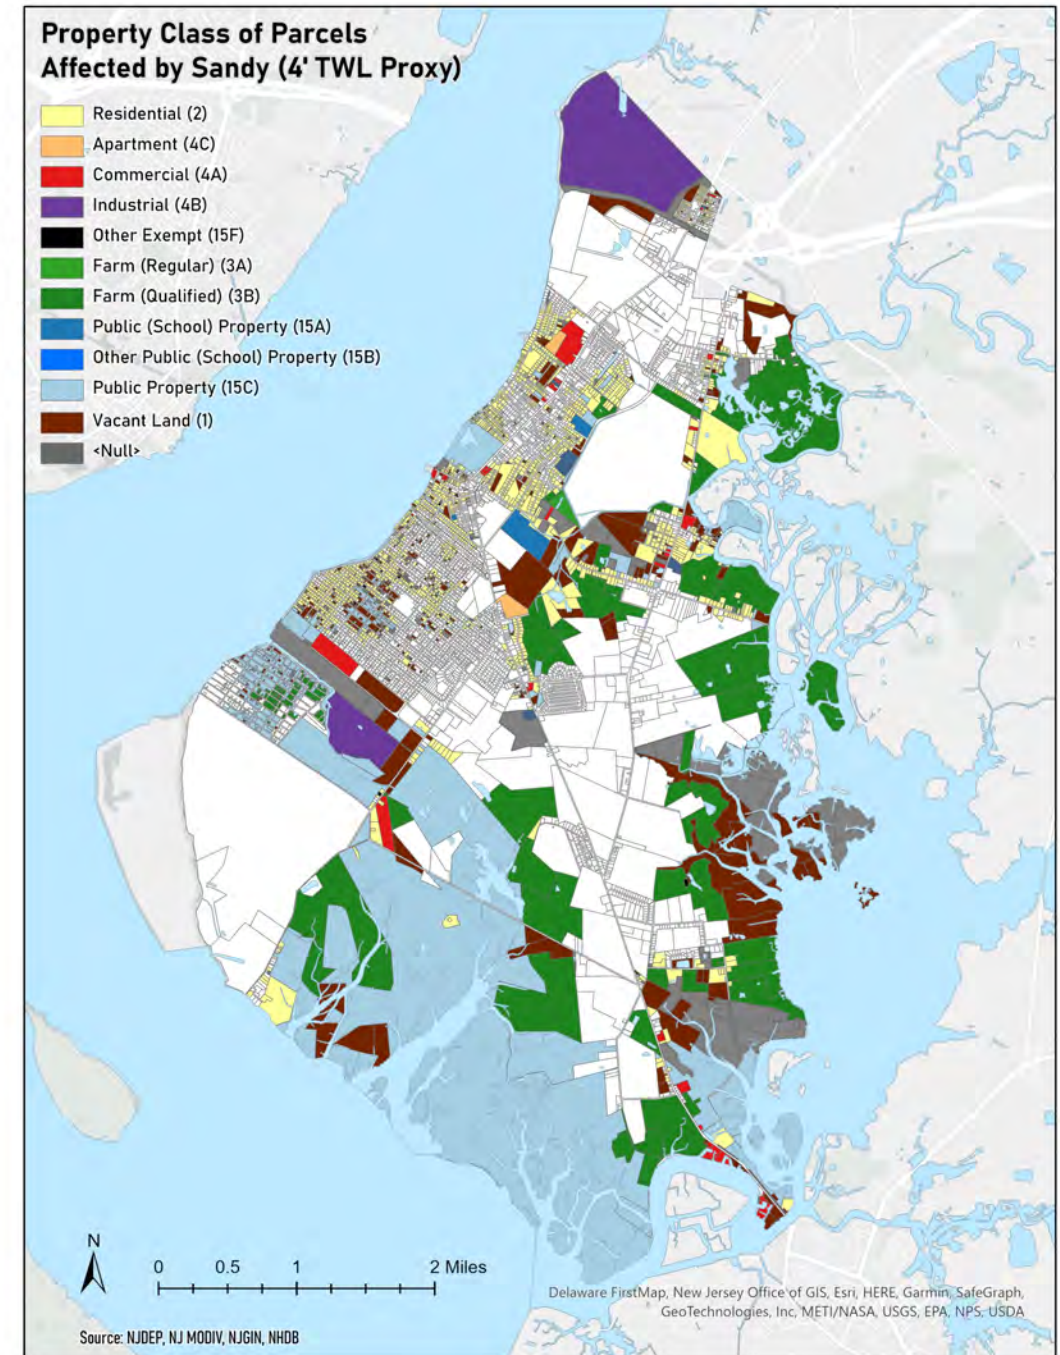 Property Class of Parcels
Affected by Sandy (4' TWL Proxy)
Residential (2)
Apartment (4C)
Commercial (4A)
Industrial (4B)
Other Exempt (15F)
Farm (Regular) (3A)
Farm (Qualified) (3B)
Public (School) Property (15A)
Other Public (School) Property (15B)
Public Property (15C)
Vacant Land (1)
<Null>
N
0 0.5 1 2 Miles
Delaware FirstMap, New Jersey Office of GIS, Esri, HERE, Garmin, SafeGraph,
GeoTechnologies, Inc, METI/NASA, USGS, EPA, NPS, USDA
Source: NJDEP, NJ MODIV, NJGIN, NHDB